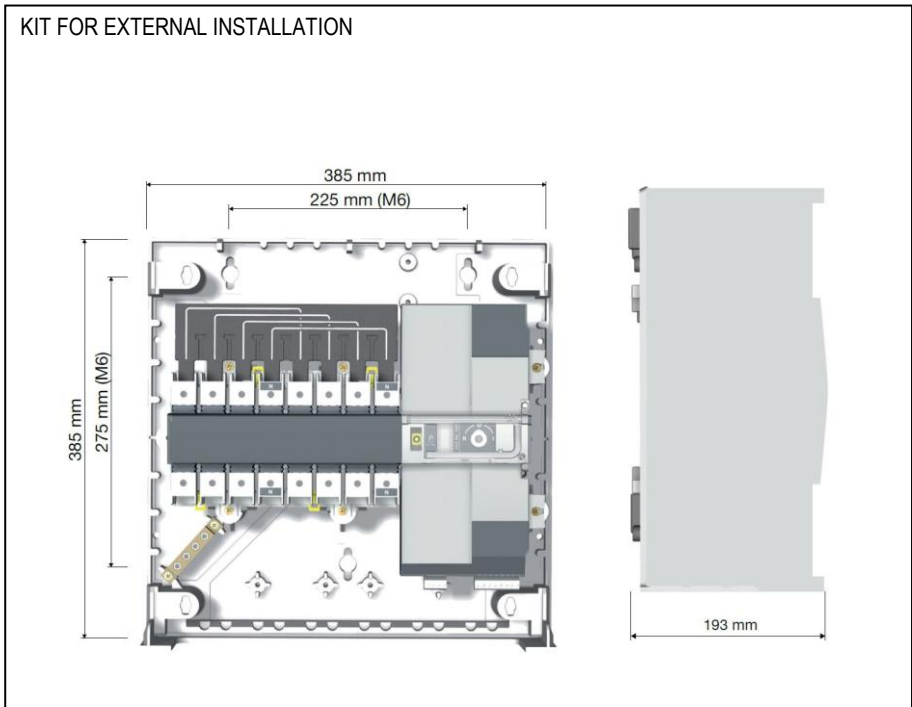 KIT FOR EXTERNAL INSTALLATION
385 mm
225 mm (M6)
385 mm
275 mm (M6)
N
N
N
N
193 mm